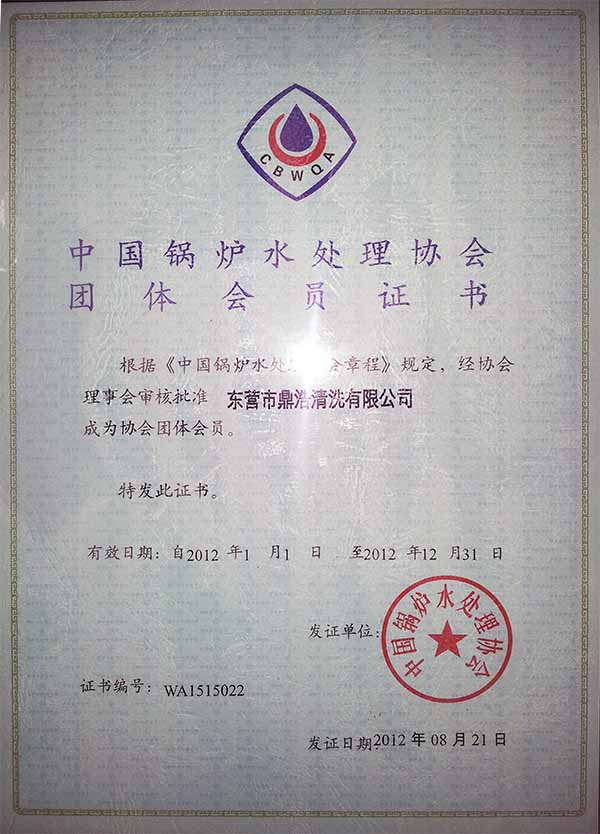 CBWQA
中国锅炉水处理协会
团体会员证书
根据《中国锅炉水处 会章程》规定，经协会
理事会审核批准 东营市鼎浩清洗有限公司
成为协会团体会员。
特发此证书。
有效日期：自2012 年1 月1 日 至2012 年12 月31 日
发证单位：
中国锅炉水处理协会
证书编号：WA1515022
发证日期2012 年 08 月 21 日